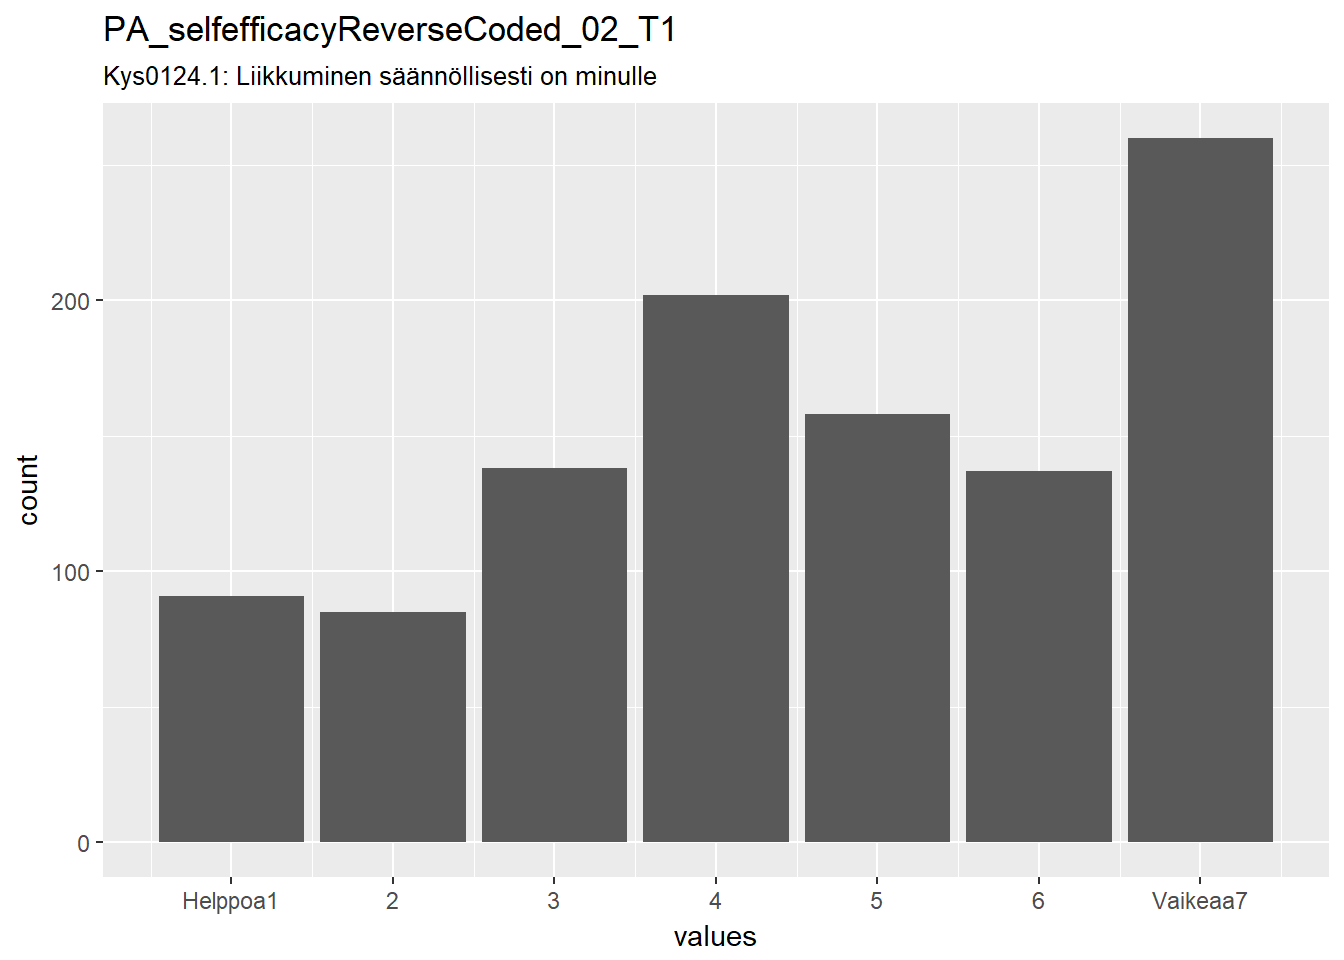 PA_selfefficacyReverseCoded_02_T1
Kys0124.1: Liikkuminen säännöllisesti on minulle
200
100
0
count
Helppoa1 2 3 4 5 6 Vaikeaa7
values